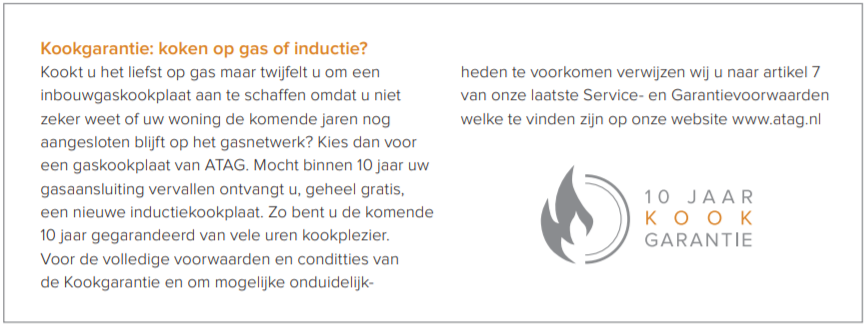 Kookgarantie: koken op gas of inductie?
Kookt u het liefst op gas maar twijfelt u om een
inbouwgaskookplaat aan te schaffen omdat u niet
zeker weet of uw woning de komende jaren nog
aangesloten blijft op het gasnetwerk? Kies dan voor
een gaskookplaat van ATAG. Mocht binnen 10 jaar uw
gasaansluiting vervallen ontvangt u, geheel gratis,
een nieuwe inductiekookplaat. Zo bent u de komende
10 jaar gegarandeerd van vele uren kookplezier.
Voor de volledige voorwaarden en conditties van
de Kookgarantie en om mogelijke onduidelijk-
heden te voorkomen verwijzen wij u naar artikel 7
van onze laatste Service- en Garantievoorwaarden
welke te vinden zijn op onze website www.atag.nl
10 JAAR
KOOK
GARANTIE